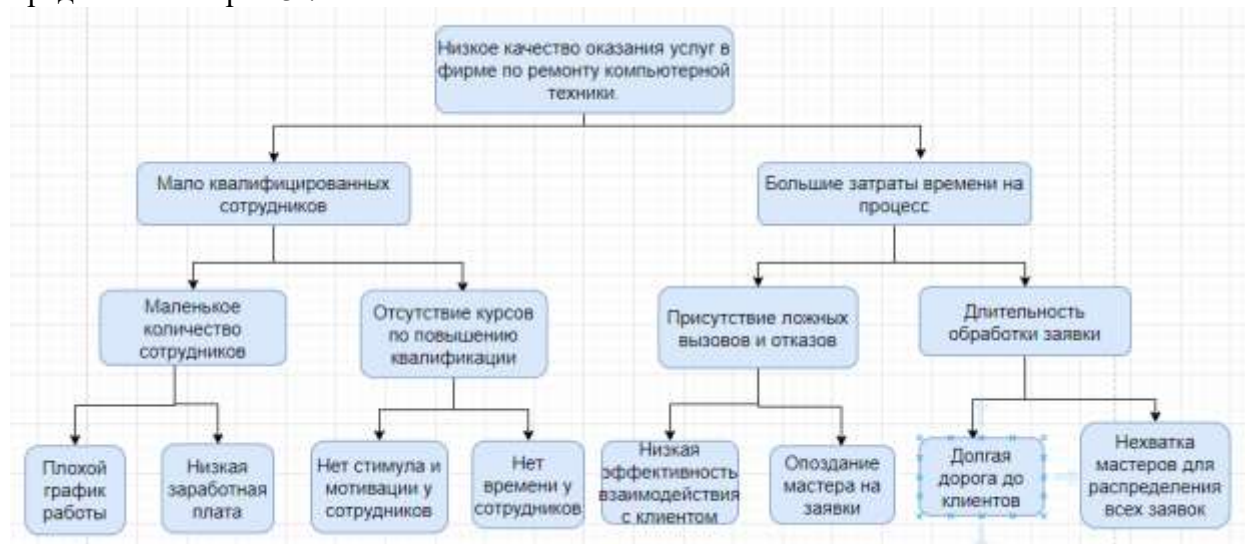 Низкое качество оказания услуг в
фирме по ремонту компьютерной
техники.
Мало квалифицированных
сотрудников
Большие затраты времени на
процесс
Маленькое
количество
сотрудников
Отсутствие курсов
по повышению
квалификации
Присутствие ложных
вызовов и отказов
Длительность
обработки заявки
Плохой
график
работы
Низкая
заработная
плата
Нет стимула и
мотивации у
сотрудников
Нет
времени у
сотрудников
Низкая
эффективность
взаимодействия
с клиентом
Опоздание
мастера на
заявки
Долгая
дорога до
клиентов
Нехватка
мастеров для
распределения
всех заявок